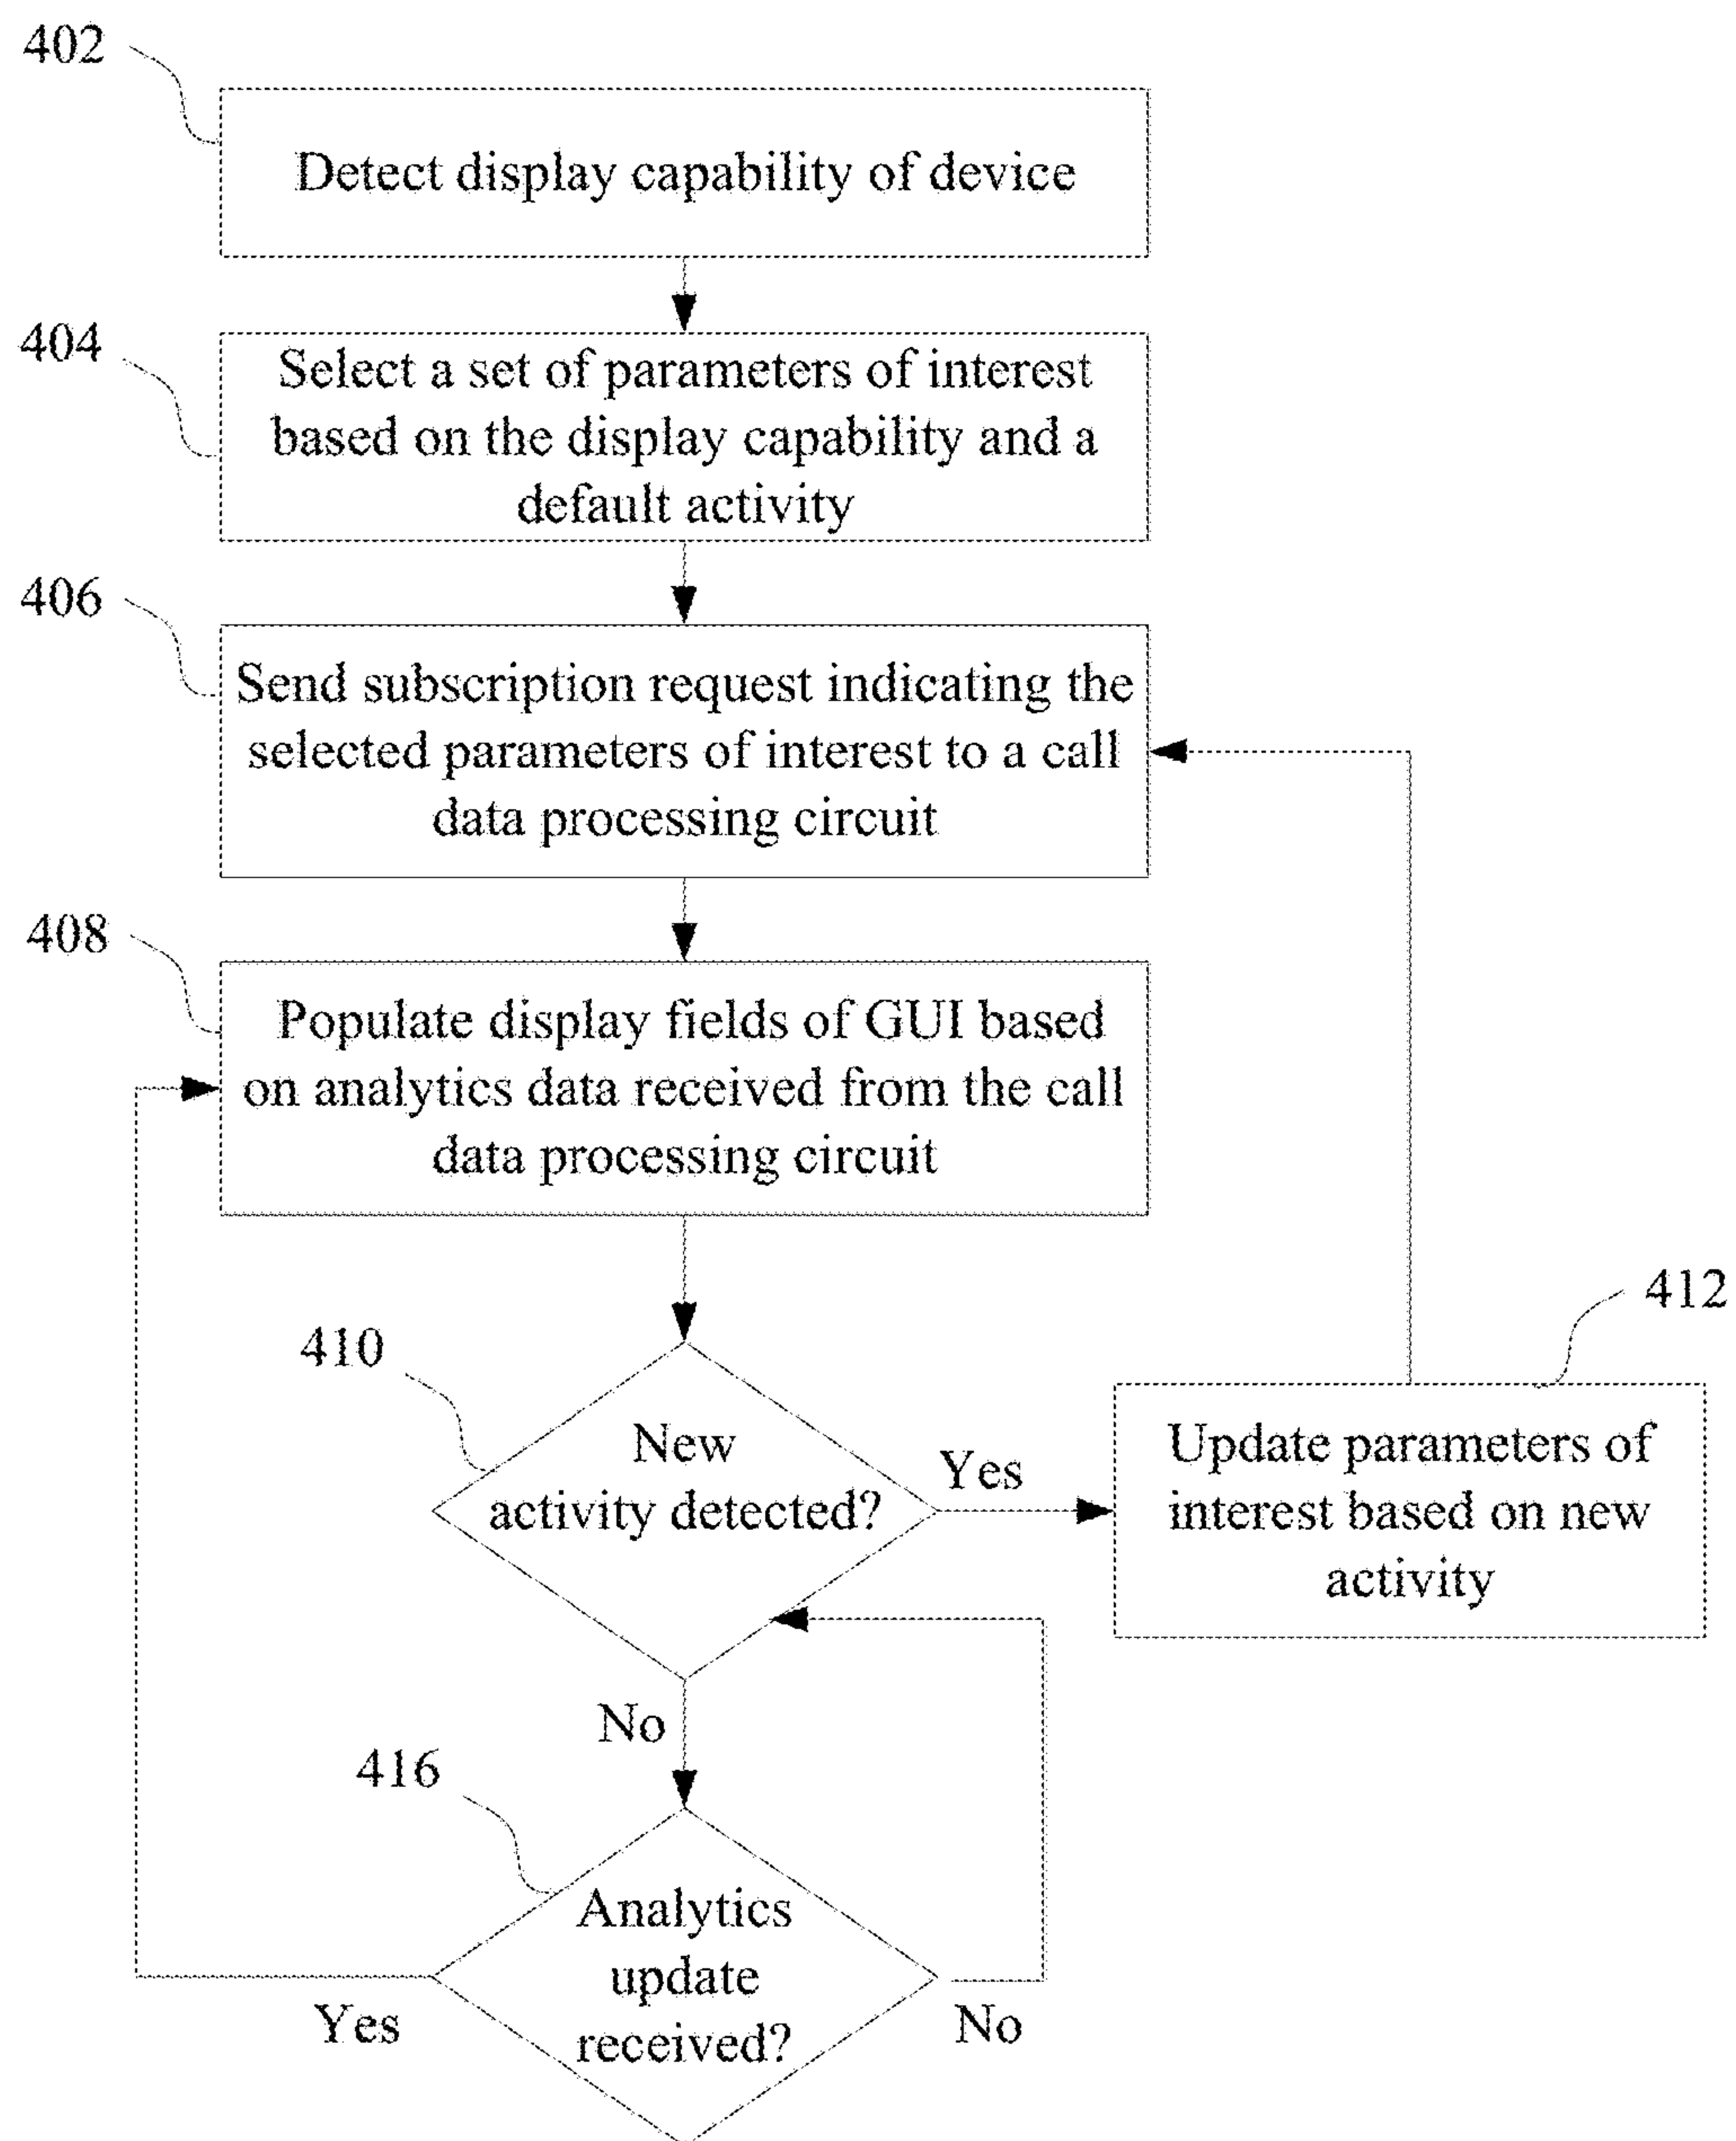 402
Detect display capability of device
404
Select a set of parameters of interest
based on the display capability and a
default activity
406
Send subscription request indicating the
selected parameters of interest to a call
data processing circuit
408
Populate display fields of GUI based
on analytics data received from the call
data processing circuit
410
New
activity detected?
Yes
412
Update parameters of
interest based on new
activity
No
416
Analytics
update
received?
Yes
No